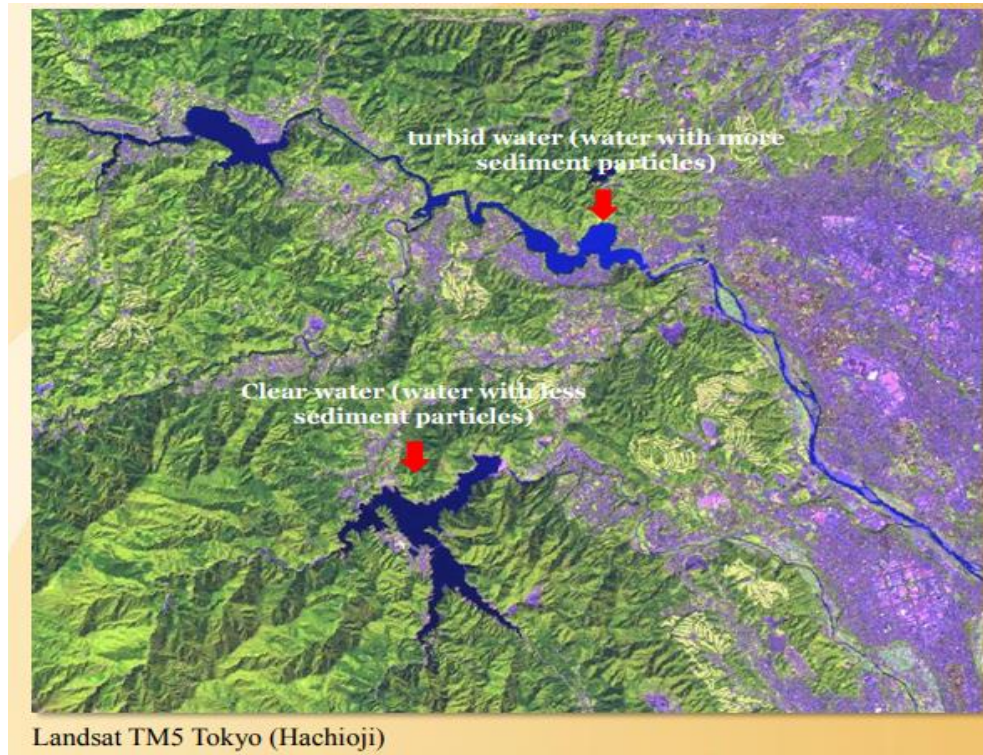 turbid water (water with more
sediment particles)
Clear water (water with less
sediment particles)
Landsat TM5 Tokyo (Hachioji)